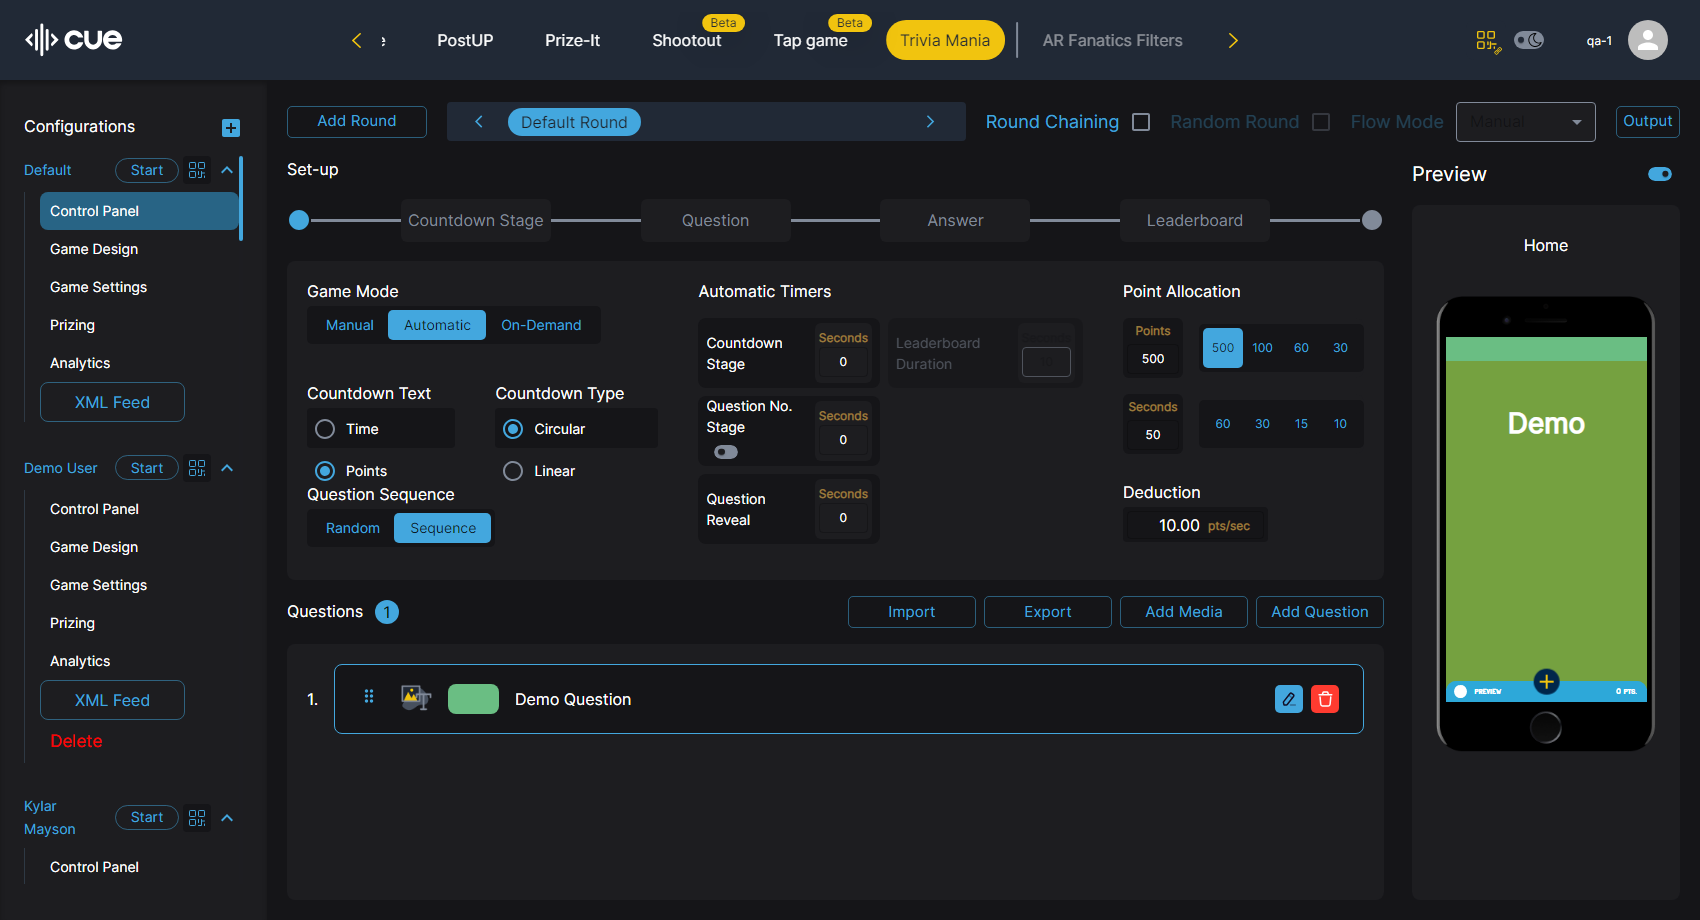 cue
PostUP
Prize-It
Shootout
Beta
Tap game
Beta
Trivia Mania
AR Fanatics Filters
qa-1
Configurations
Default
Start
Control Panel
Game Design
Game Settings
Prizing
Analytics
XML Feed
Demo User
Start
Control Panel
Game Design
Game Settings
Prizing
Analytics
XML Feed
Delete
Kylar
Mayson
Start
Control Panel
Add Round
Default Round
Round Chaining
Random Round
Flow Mode
Manual
Output
Set-up
Countdown Stage
Question
Answer
Leaderboard
Game Mode
Manual
Automatic
On-Demand
Countdown Text
Time
Points
Countdown Type
Circular
Linear
Question Sequence
Random
Sequence
Automatic Timers
Countdown
Stage
Seconds
0
Leaderboard
Duration
Question No.
Stage
Seconds
0
Question
Reveal
Seconds
0
Point Allocation
Points
500
500
100
60
30
Seconds
50
60
30
15
10
Deduction
10.00 pts/sec
Questions 1
Import
Export
Add Media
Add Question
1.
Demo Question
Preview
Home
Demo
PREVIEW
0 PTS.